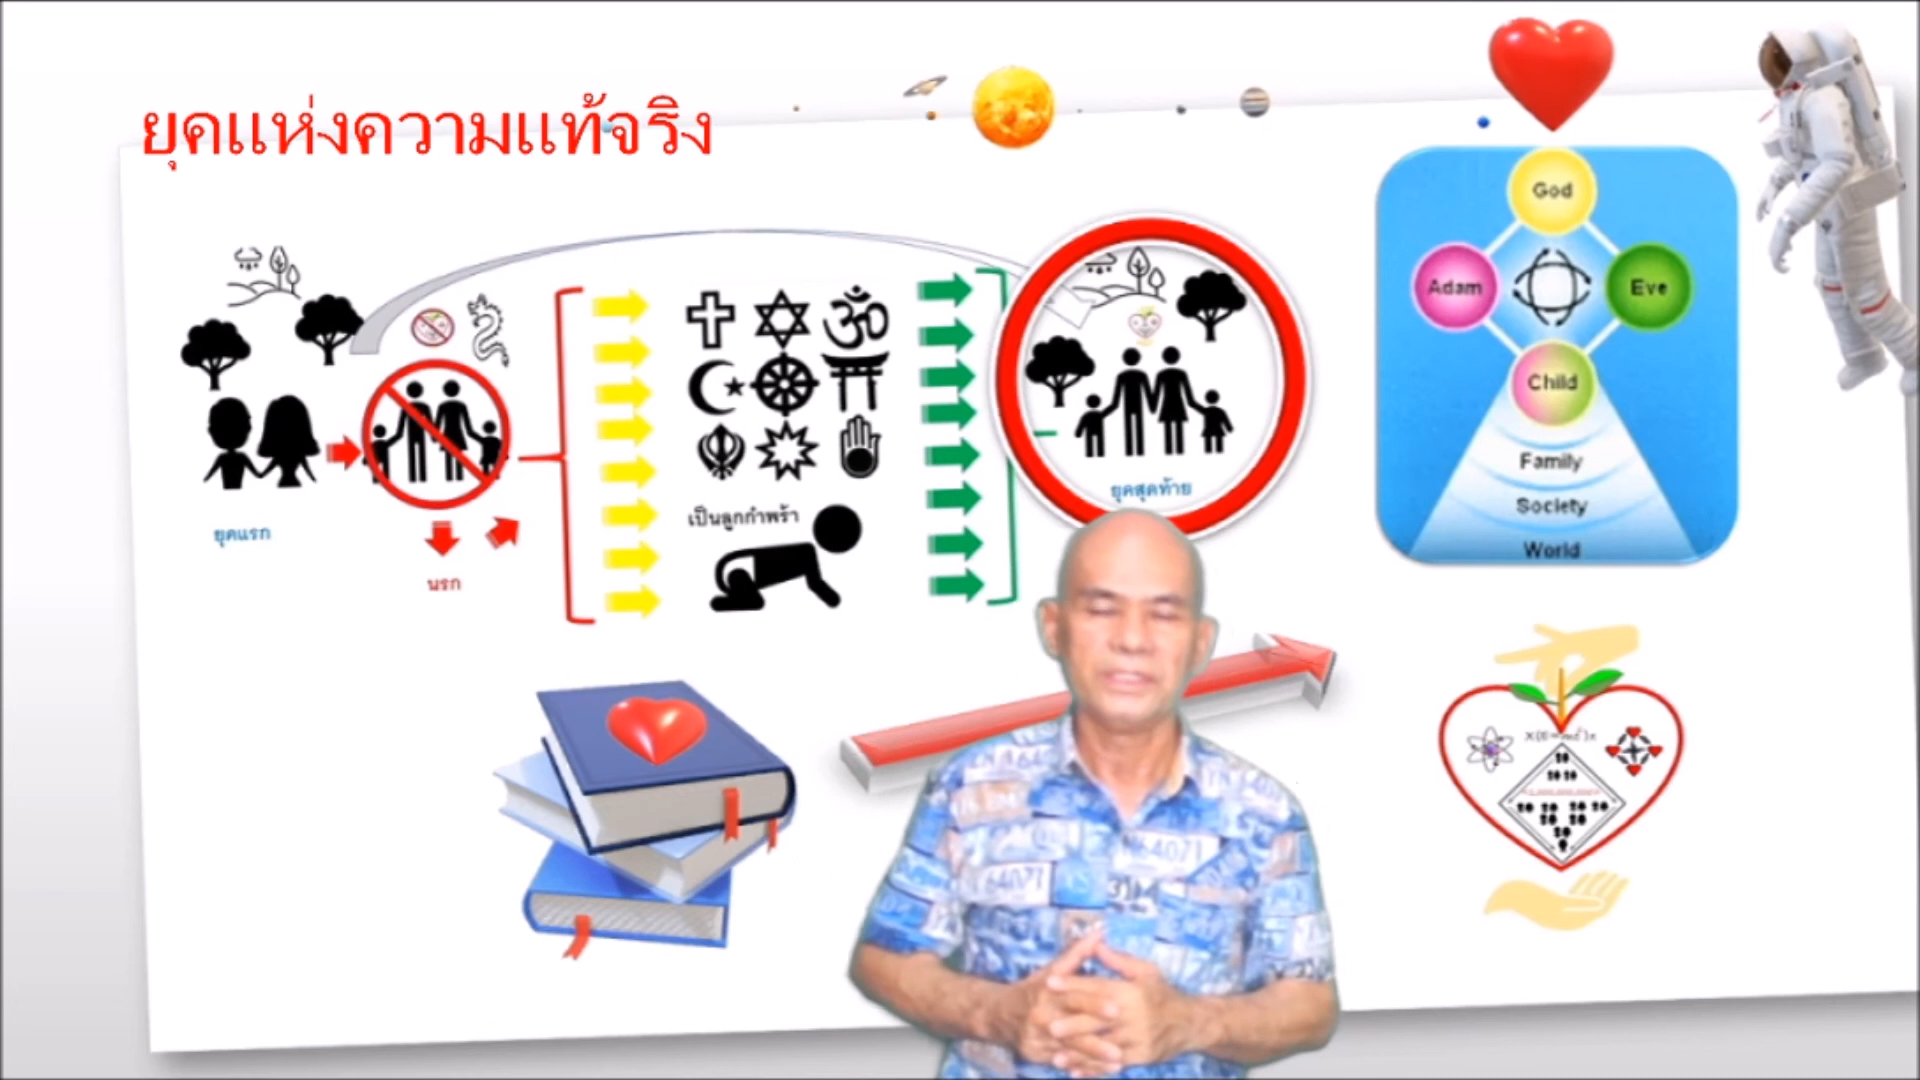 ยุคแห่งความแท้จริง
God
Adam
Eve
Child
Family
Society
World
ยุคแรก
นรก
เป็นลูกกำพร้า
ยุคสุดท้าย
64071
64071